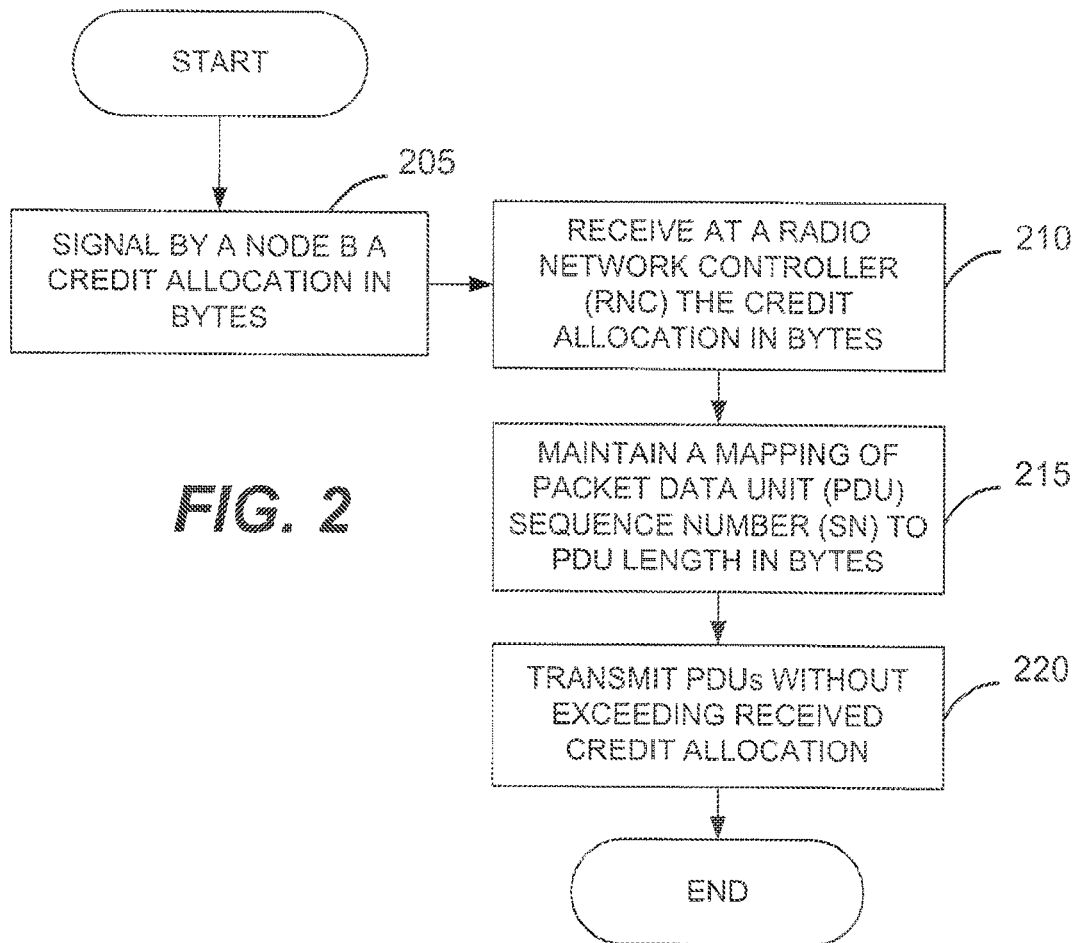 START
205
SIGNAL BY A NODE B A
CREDIT ALLOCATION IN
BYTES
RECEIVE AT A RADIO
NETWORK CONTROLLER
(RNC) THE CREDIT
ALLOCATION IN BYTES
210
MAINTAIN A MAPPING OF
PACKET DATA UNIT (PDU)
SEQUENCE NUMBER (SN) TO
PDU LENGTH IN BYTES
215
FIG. 2
TRANSMIT PDUs WITHOUT
EXCEEDING RECEIVED
CREDIT ALLOCATION
220
END